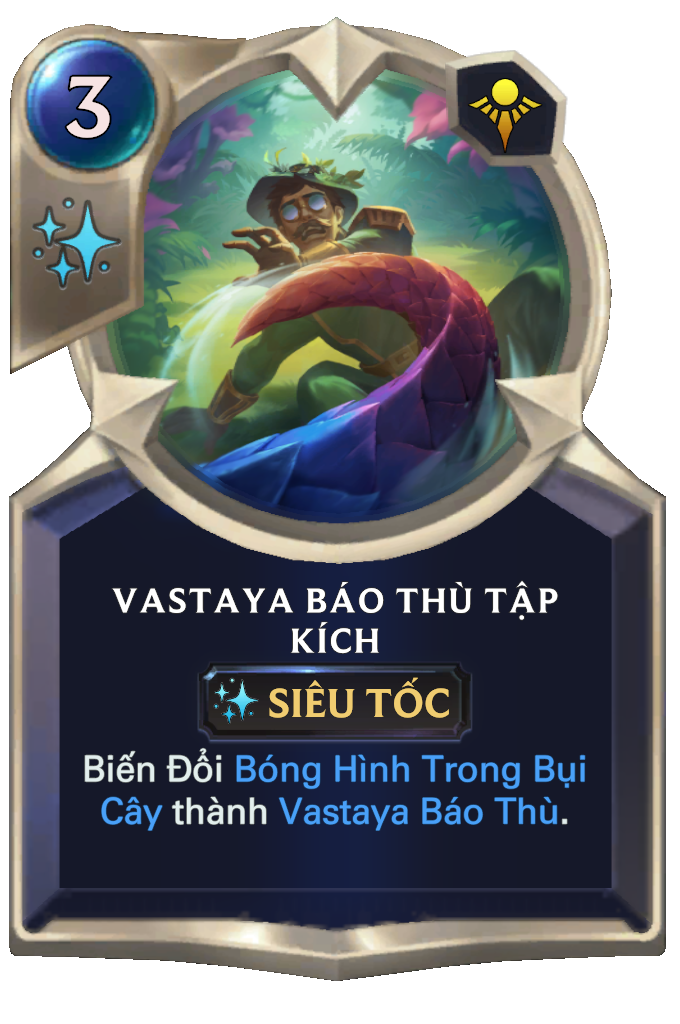 3
VASTAYA BÁO THÙ TẬP
KÍCH
SIÊU TỐC
Biến Đổi Bóng Hình Trong Bụi
Cây thành Vastaya Báo Thù.